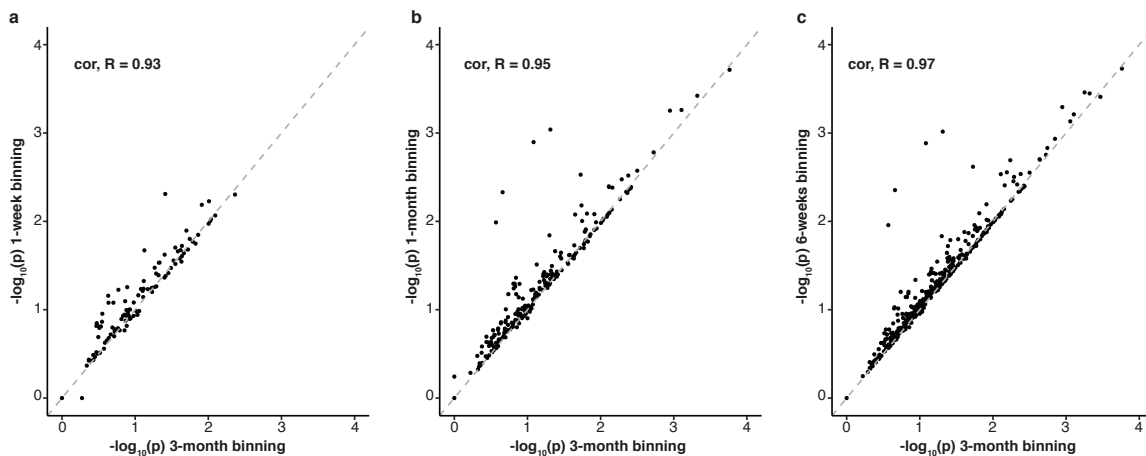 a
cor, R = 0.93
4
3
2
1
0
-log10(p) 1-week binning
0 1 2 3 4
-log10(p) 3-month binning
b
cor, R = 0.95
4
3
2
1
0
-log10(p) 1-month binning
0 1 2 3 4
-log10(p) 3-month binning
c
cor, R = 0.97
4
3
2
1
0
-log10(p) 6-weeks binning
0 1 2 3 4
-log10(p) 3-month binning